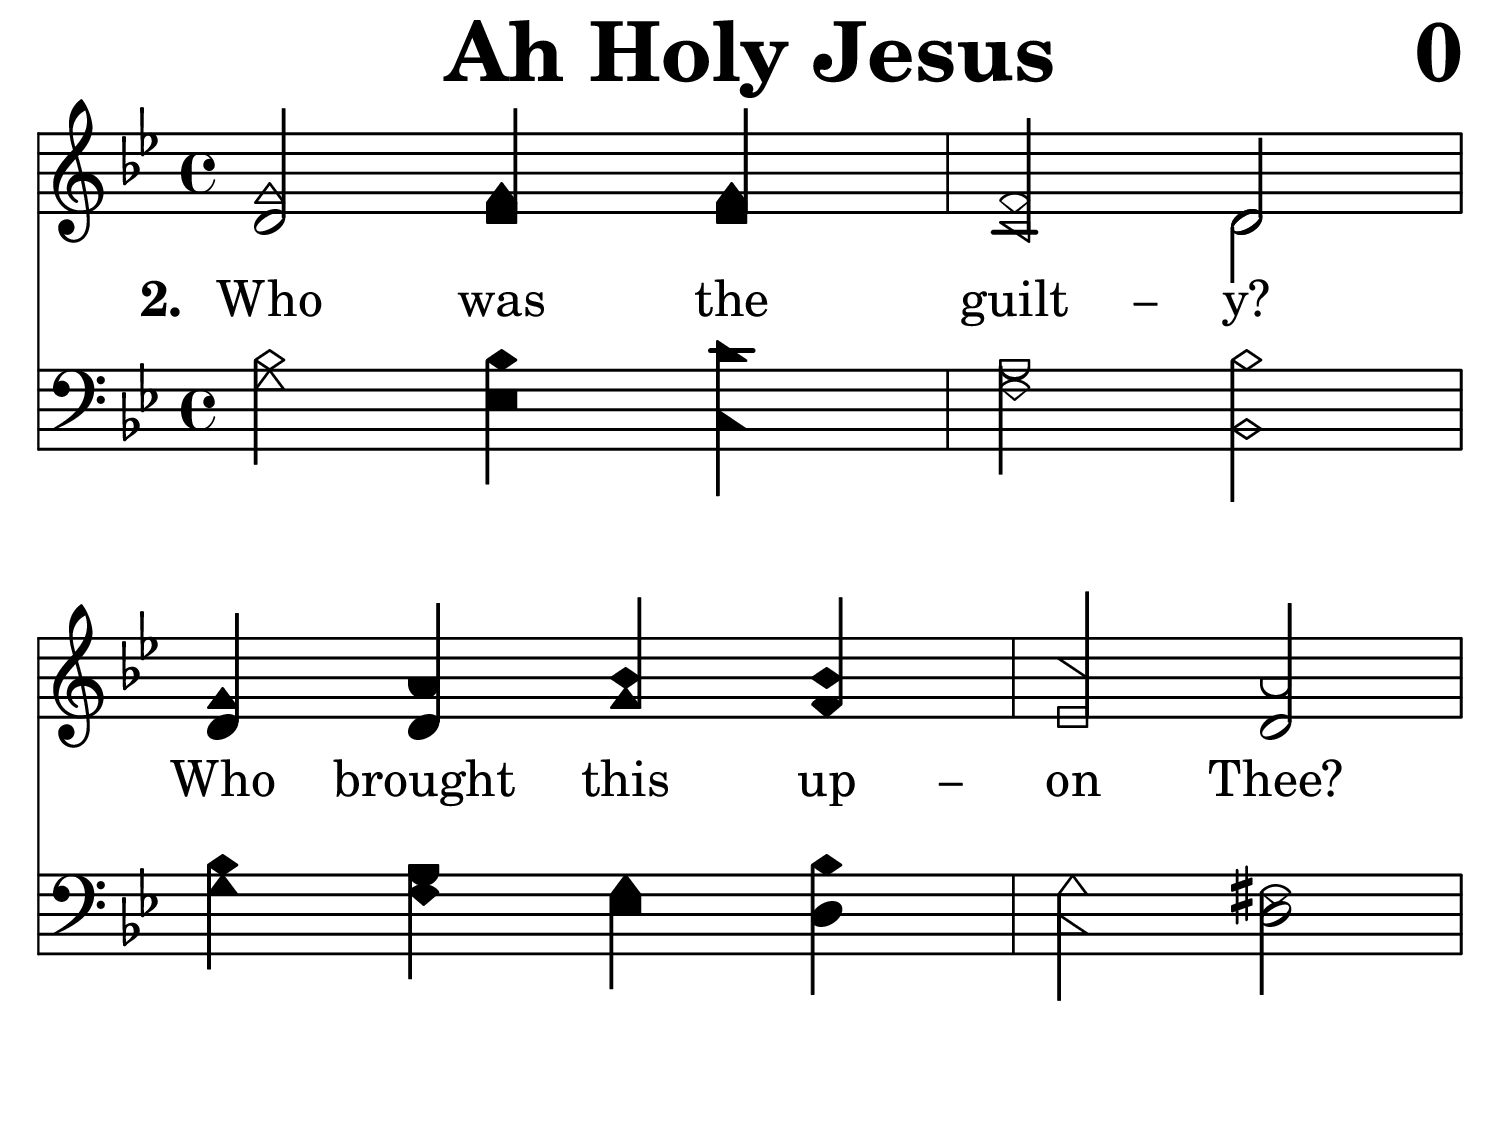 Ah Holy Jesus 0
2. Who was the guilt – y?
Who brought this up – on Thee?